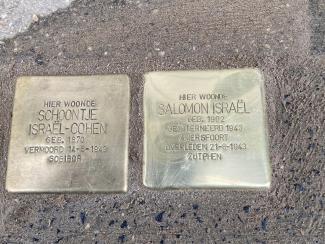 HIER WOONDE
SCHOONTJE
ISRAËL-COHEN
GEB. 1870
VERMOORD 14-5-1943
SOBIBOR
HIER WOONDE
SALOMON ISRAËL
GEB. 1902
GEÏNTERNEERD 1943
AMERSFOORT
OVERLEDEN 21-6-1943
ZUTPHEN